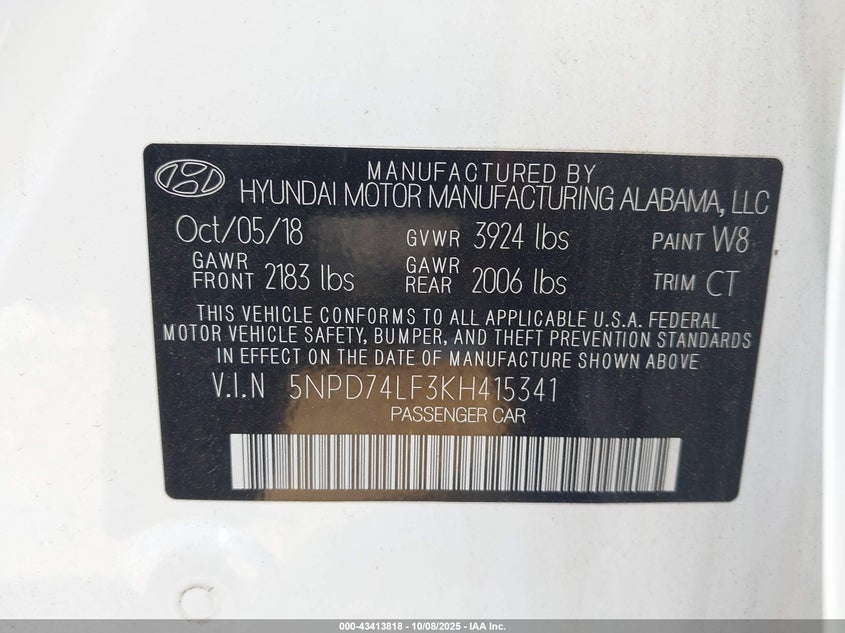 MANUFACTURED BY
HYUNDAI MOTOR MANUFACTURING ALABAMA, LLC
Oct/05/18 GVWR 3924 lbs PAINT W8
GAWR FRONT 2183 lbs GAWR REAR 2006 lbs TRIM CT
THIS VEHICLE CONFORMS TO ALL APPLICABLE U.S.A. FEDERAL
MOTOR VEHICLE SAFETY, BUMPER, AND THEFT PREVENTION STANDARDS
IN EFFECT ON THE DATE OF MANUFACTURE SHOWN ABOVE.
V.I.N 5NPD74LF3KH415341
PASSENGER CAR
000-43413818 - 10/08/2025 - IAA Inc.